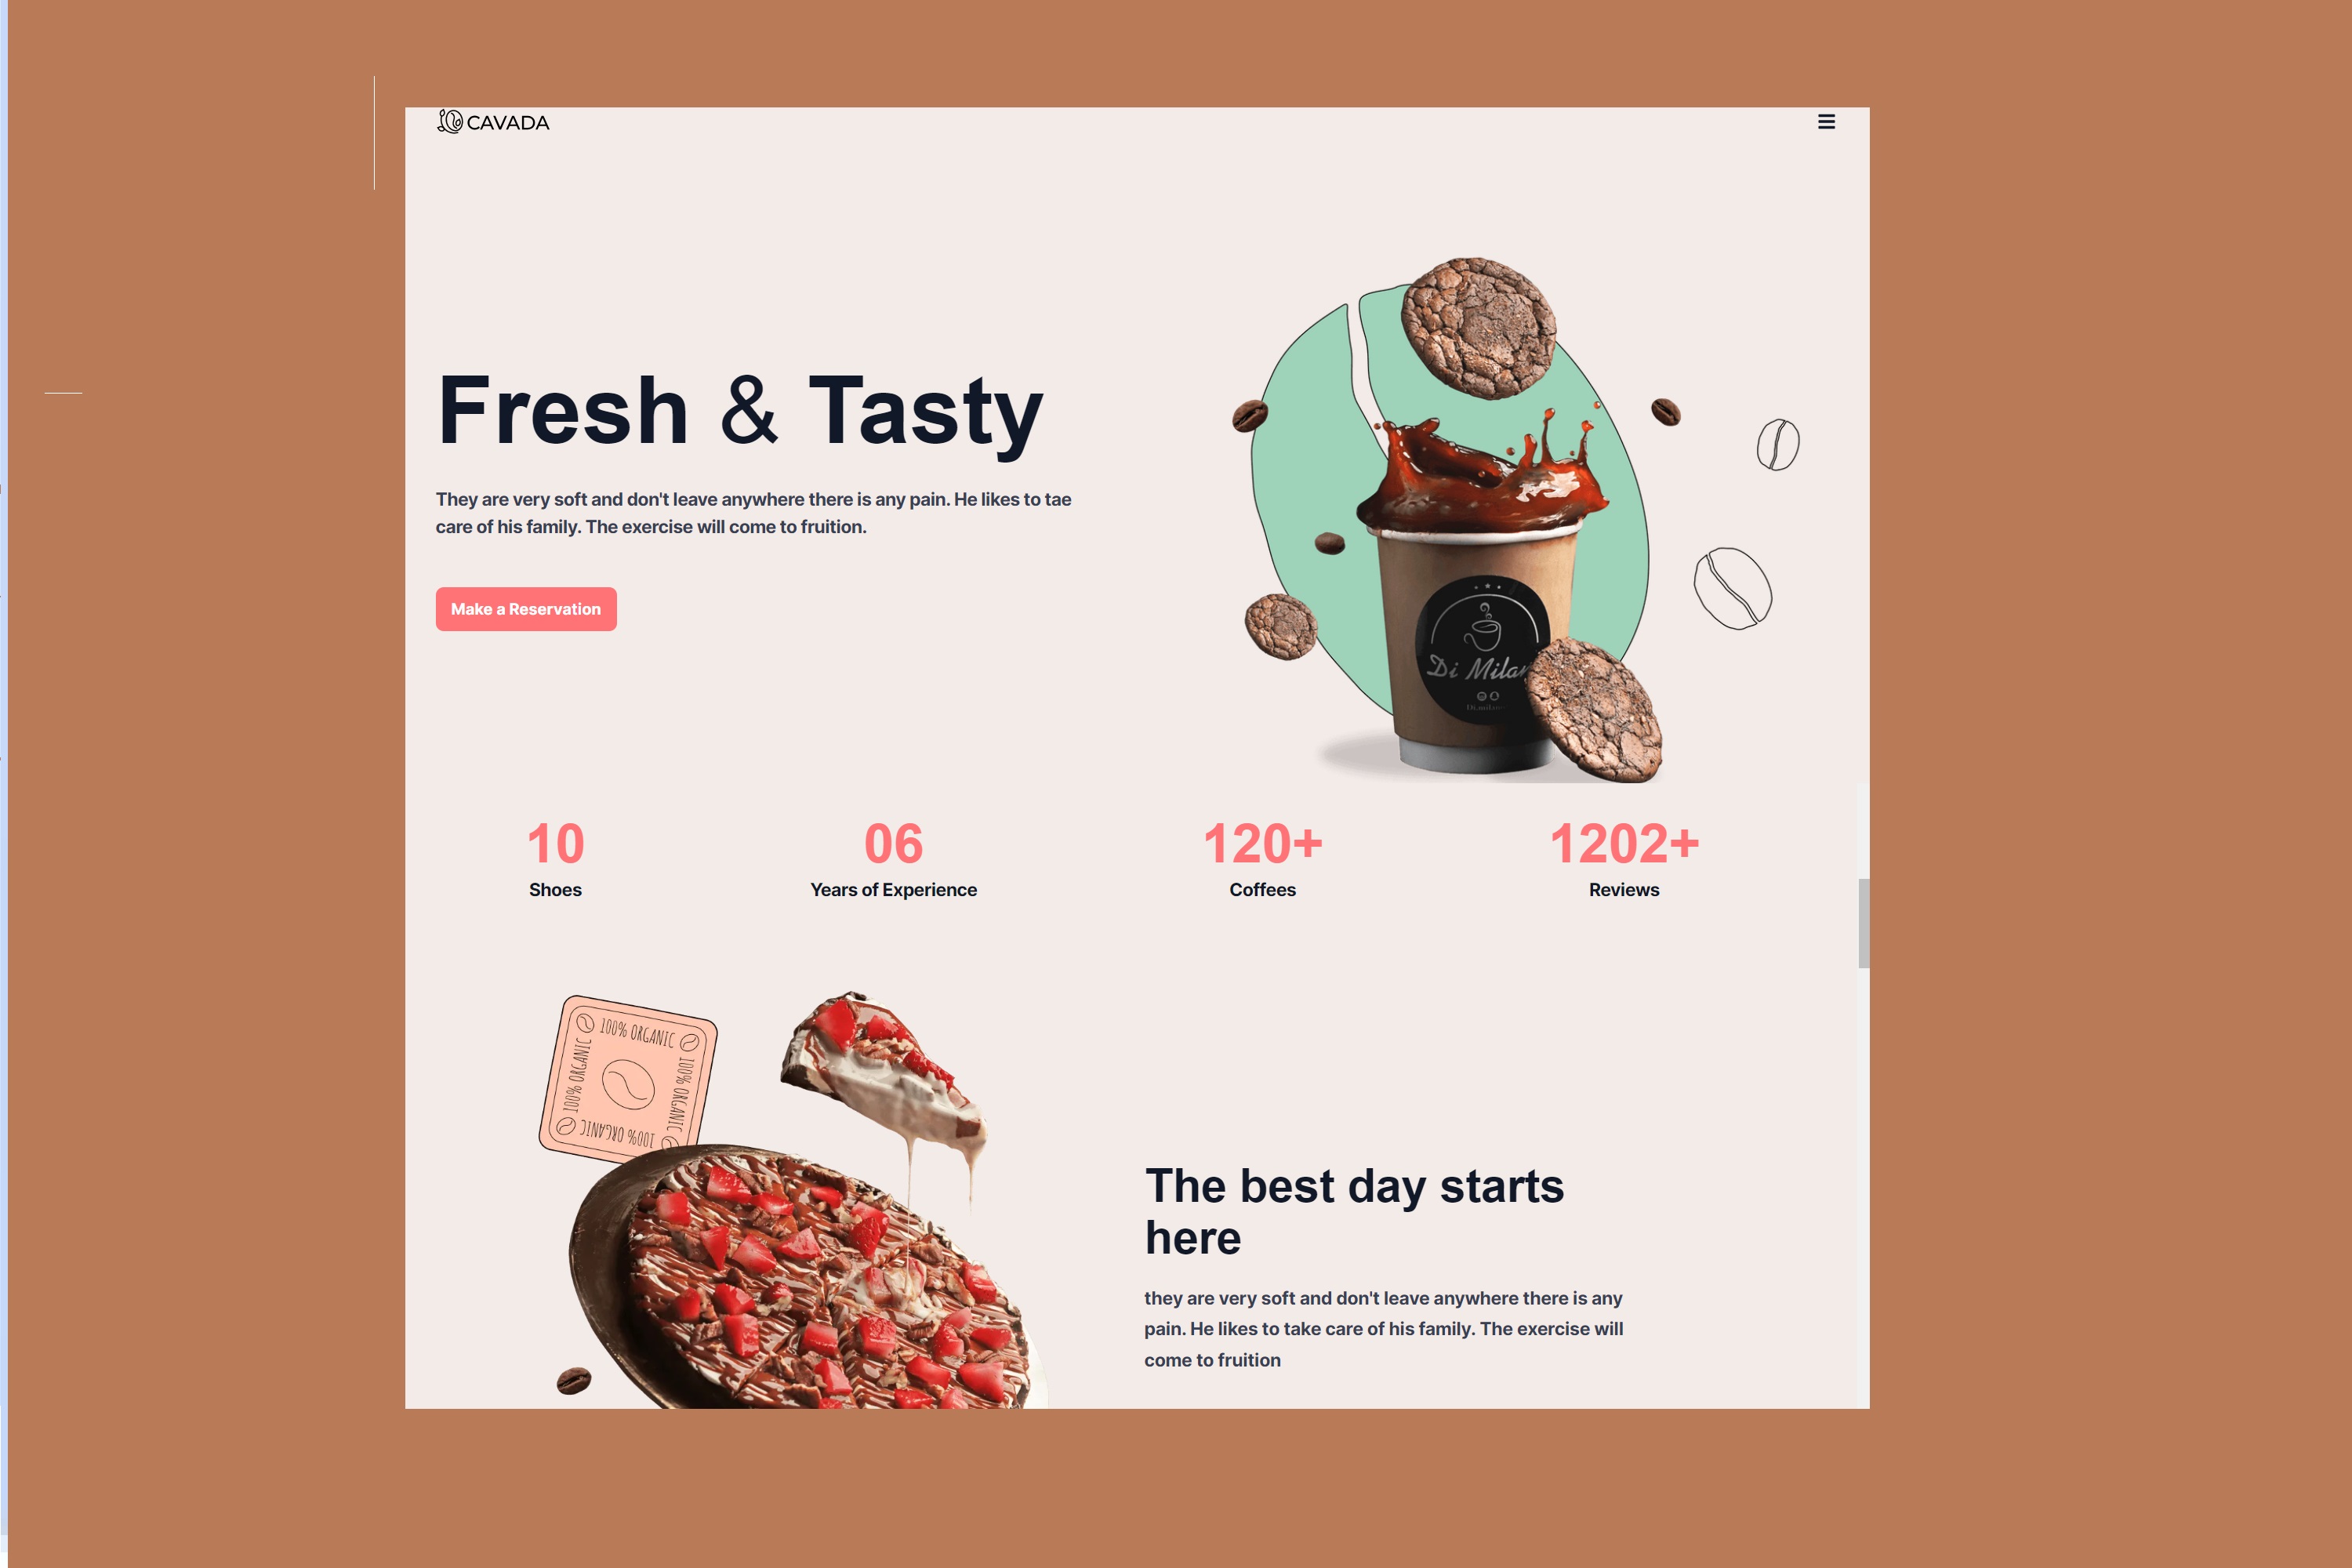 CAVADA
Fresh & Tasty
They are very soft and don't leave anywhere there is any pain. He likes to tae
care of his family. The exercise will come to fruition.
Make a Reservation
Di Milan
10
Shoes
06
Years of Experience
120+
Coffees
1202+
Reviews
100% ORGANIC
100% ORGANIC
100% ORGANIC
100% ORGANIC
The best day starts
here
they are very soft and don't leave anywhere there is any
pain. He likes to take care of his family. The exercise will
come to fruition